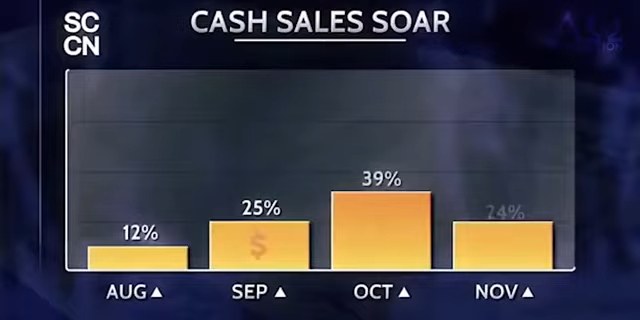 SC
CN
CASH SALES SOAR
39%
25%
24%
12%
$
AUG▲ SEP ▲ OCT ▲ NOV▲